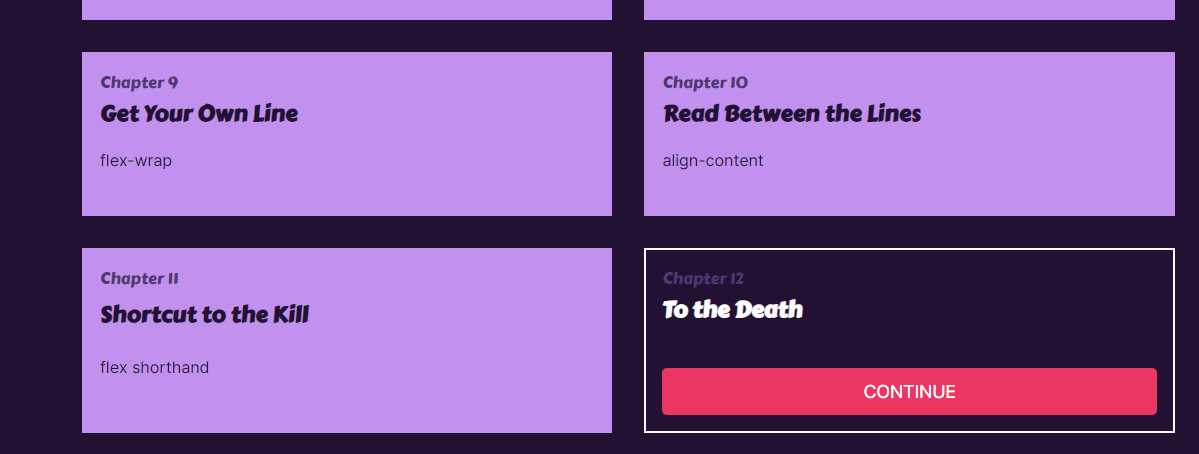 Chapter 9
Get Your Own Line
flex-wrap
Chapter 10
Read Between the Lines
align-content
Chapter 11
Shortcut to the Kill
flex shorthand
Chapter 12
To the Death
CONTINUE